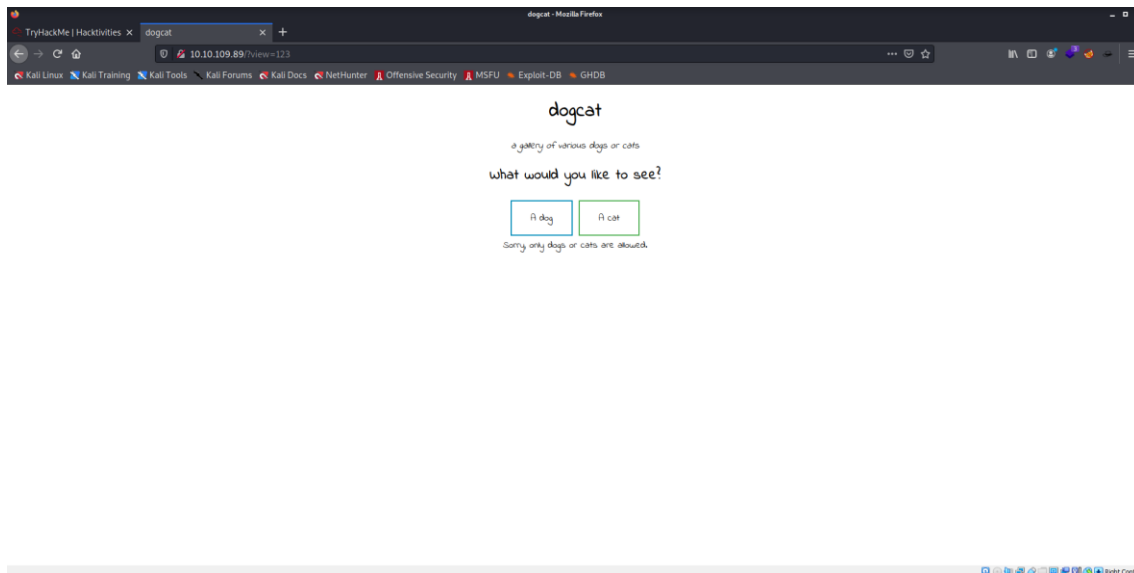 dogcat - Mozilla Firefox
TryHackMe | Hacktivities
dogcat
10.10.109.89/?view=123
Kali Linux
Kali Training
Kali Tools
Kali Forums
Kali Docs
NetHunter
Offensive Security
MSFU
Exploit-DB
GHDB
dogcat
a gallery of various dogs or cats
what would you like to see?
A dog
A cat
Sorry, only dogs or cats are allowed.
Right Cont